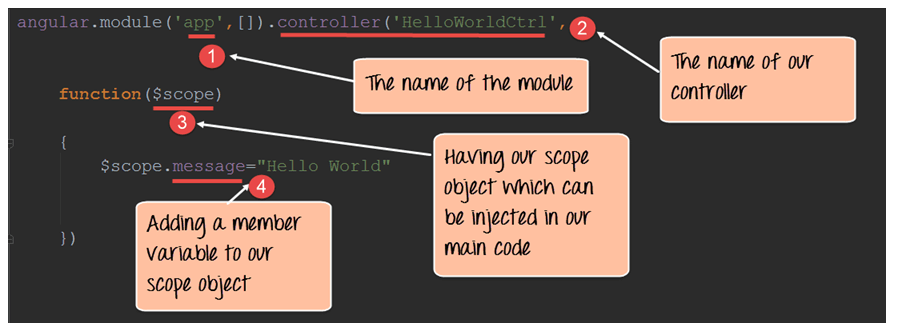 angular.module('app',[]).controller('HelloWorldCtrl',
2
1
The name of the module
The name of our
controller
function($scope)
3
{
$scope.message="Hello World"
4
Having our scope
object which can
be injected in our
main code
Adding a member
variable to our
scope object
})